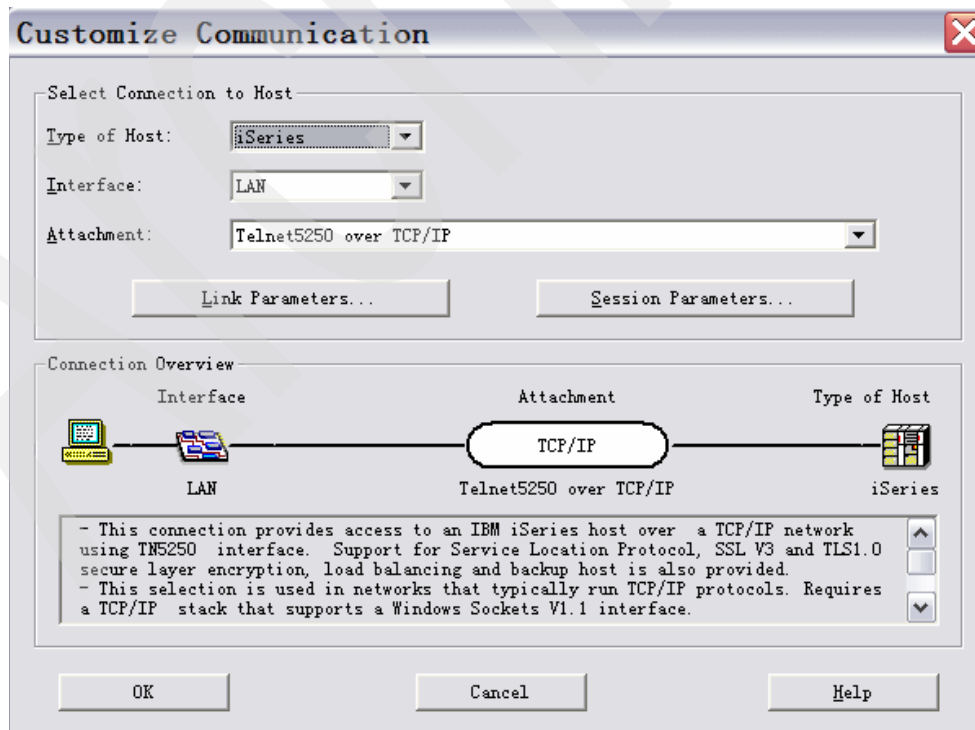 Customize Communication
Select Connection to Host
Type of Host:
iSeries
Interface:
LAN
Attachment:
Telnet5250 over TCP/IP
Link Parameters...
Session Parameters...
Connection Overview
Interface
Attachment
Type of Host
TCP/IP
LAN
Telnet5250 over TCP/IP
iSeries
- This connection provides access to an IBM iSeries host over a TCP/IP network
using TN5250 interface. Support for Service Location Protocol, SSL V3 and TLS1.0
secure layer encryption, load balancing and backup host is also provided.
- This selection is used in networks that typically run TCP/IP protocols. Requires
a TCP/IP stack that supports a Windows Sockets V1.1 interface.
OK
Cancel
Help